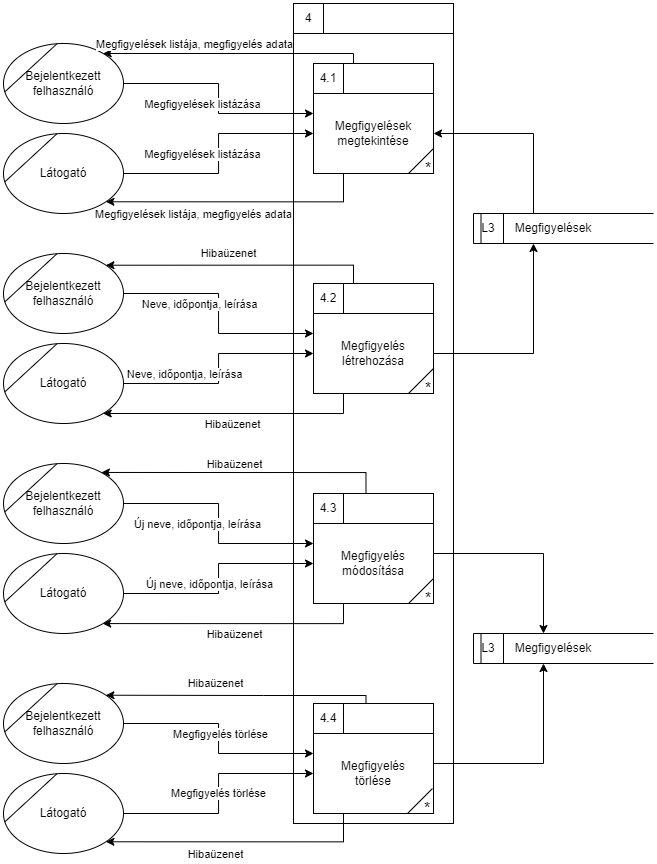 4
Megfigyelések listája, megfigyelés adata
4.1
Bejelentkezett
felhasználó
Megfigyelések listázása
Megfigyelések
megtekintése
Megfigyelések listázása
*
Látogató
Megfigyelések listája, megfigyelés adata
L3
Megfigyelések
Hibaüzenet
4.2
Bejelentkezett
felhasználó
Neve, időpontja, leírása
Megfigyelés
létrehozása
Neve, időpontja, leírása
*
Látogató
Hibaüzenet
Hibaüzenet
4.3
Bejelentkezett
felhasználó
Új neve, időpontja, leírása
Megfigyelés
módosítása
Új neve, időpontja, leírása
*
Látogató
Hibaüzenet
L3
Megfigyelések
Hibaüzenet
4.4
Bejelentkezett
felhasználó
Megfigyelés törlése
Megfigyelés
törlése
Megfigyelés törlése
*
Látogató
Hibaüzenet